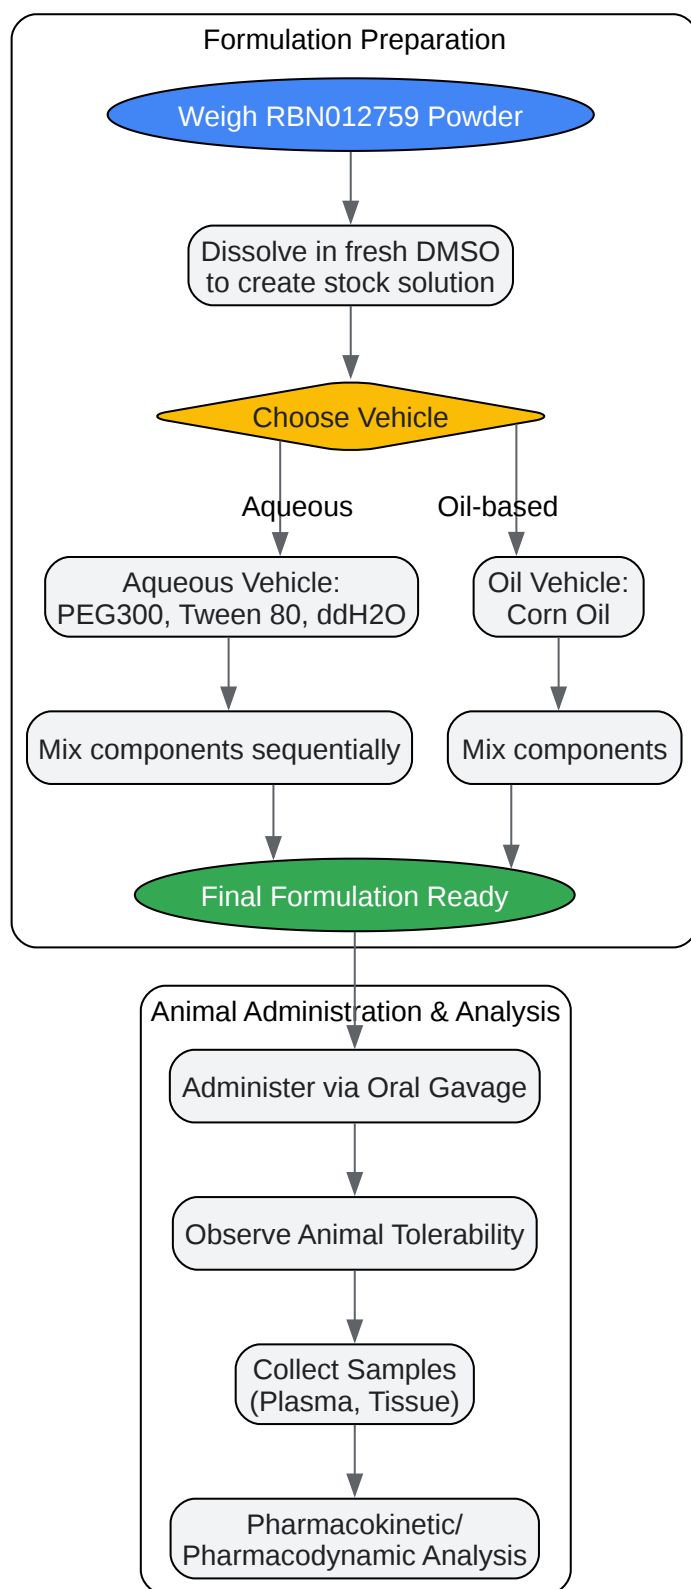 Formulation Preparation
Weigh RBN012759 Powder
Dissolve in fresh DMSO
to create stock solution
Choose Vehicle
Aqueous
Oil-based
Aqueous Vehicle:
PEG300, Tween 80, ddH2O
Oil Vehicle:
Corn Oil
Mix components sequentially
Mix components
Final Formulation Ready
Animal Administration & Analysis
Administer via Oral Gavage
Observe Animal Tolerability
Collect Samples
(Plasma, Tissue)
Pharmacokinetic/
Pharmacodynamic Analysis